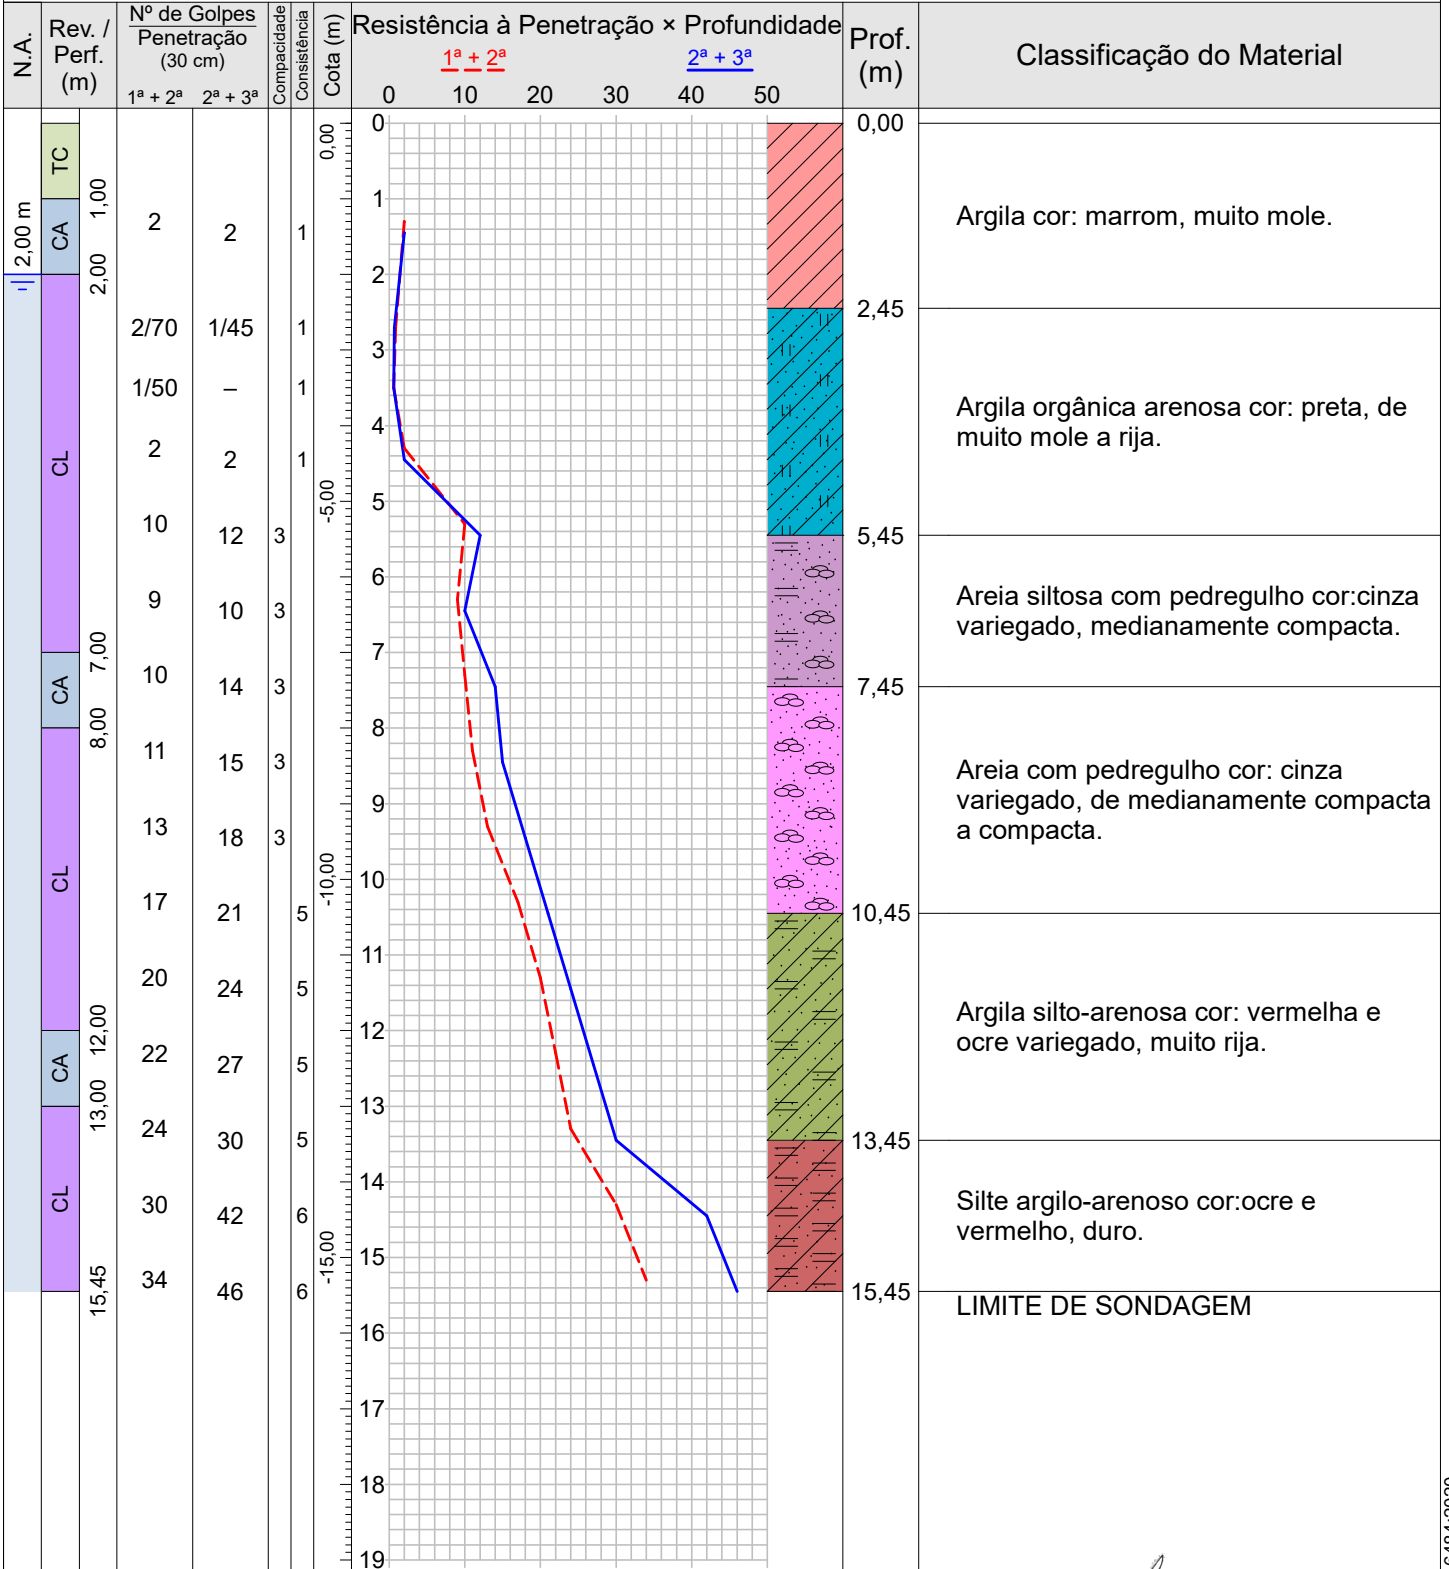 N.A.
Rev. /
Perf.
(m)
Nº de Golpes
Penetração
(30 cm)
1ª + 2ª
2ª + 3ª
Compacidade
Consistência
Cota (m)
Resistência à Penetração × Profundidade
1ª + 2ª
2ª + 3ª
0 10 20 30 40 50
Prof.
(m)
Classificação do Material
2,00 m
TC
1,00
CA
2,00
CL
7,00
CA
8,00
CL
12,00
CA
13,00
CL
15,45
2 2 1
2/70 1/45 1
1/50 – 1
2 2 1
10 12 3
9 10 3
10 14 3
11 15 3
13 18 3
17 21 5
20 24 5
22 27 5
24 30 5
30 42 6
34 46 6
0,00
-5,00
-10,00
-15,00
0
1
2
3
4
5
6
7
8
9
10
11
12
13
14
15
16
17
18
19
0,00
Argila cor: marrom, muito mole.
2,45
Argila orgânica arenosa cor: preta, de
muito mole a rija.
5,45
Areia siltosa com pedregulho cor:cinza
variegado, medianamente compacta.
7,45
Areia com pedregulho cor: cinza
variegado, de medianamente compacta
a compacta.
10,45
Argila silto-arenosa cor: vermelha e
ocre variegado, muito rija.
13,45
Silte argilo-arenoso cor:ocre e
vermelho, duro.
15,45
LIMITE DE SONDAGEM